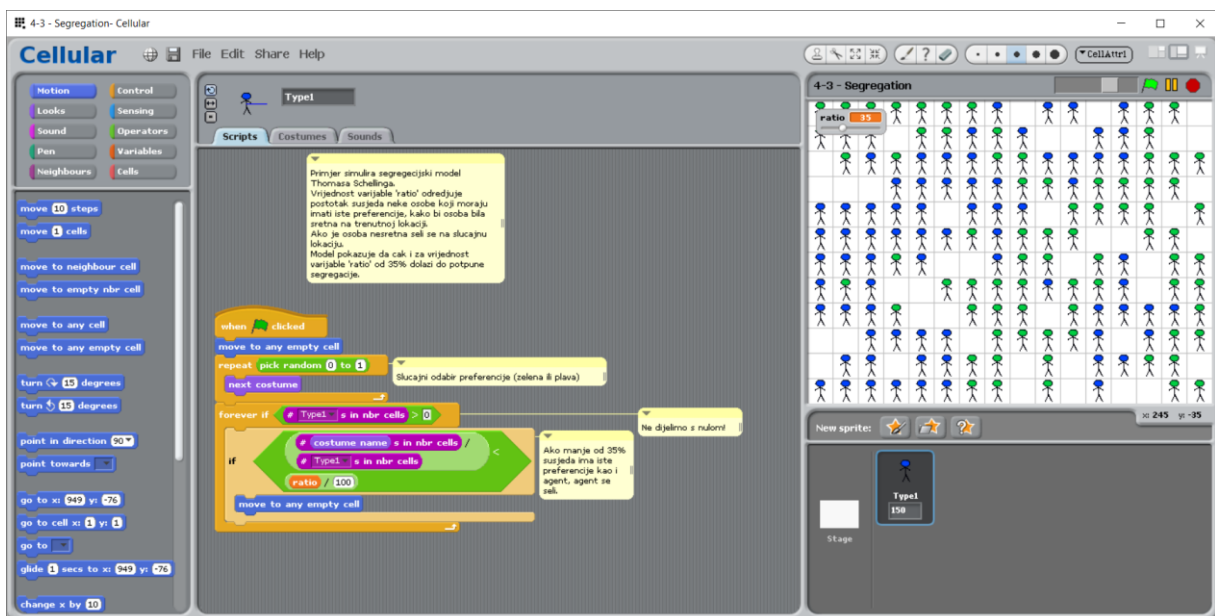 4-3 - Segregation- Cellular
Cellular
File Edit Share Help
CellAttr1
Motion
Control
Looks
Sensing
Sound
Operators
Pen
Variables
Neighbours
Cells
move 10 steps
move 1 cells
move to neighbour cell
move to empty nbr cell
move to any cell
move to any empty cell
turn 15 degrees
turn 15 degrees
point in direction 90
point towards
go to x: 949 y: -76
go to cell x: 1 y: 1
go to
glide 1 secs to x: 949 y: -76
change x by 10
Type1
Scripts
Costumes
Sounds
Primjer simulira segregecijski model
Thomasa Schellinga.
Vrijednost varijable 'ratio' odredjuje
postotak susjeda neke osobe koji moraju
imati iste preferencije, kako bi osoba bila
sretna na trenutnoj lokaciji.
Ako je osoba nesretna seli se na slucajnu
lokaciju.
Model pokazuje da cak i za vrijednost
varijable 'ratio' od 35% dolazi do potpune
segregacije.
when clicked
move to any empty cell
repeat pick random 0 to 1
Slucajni odabir preferencije (zelena ili plava)
next costume
forever if # Type1 s in nbr cells > 0
Ne dijelimo s nulom!
if
# costume name s in nbr cells /
# Type1 s in nbr cells
<
ratio / 100
Ako manje od 35%
susjeda ima iste
preferencije kao i
agent, agent se
seli.
move to any empty cell
4-3 - Segregation
ratio 35
x: 245 y: -35
New sprite:
Type1
150
Stage